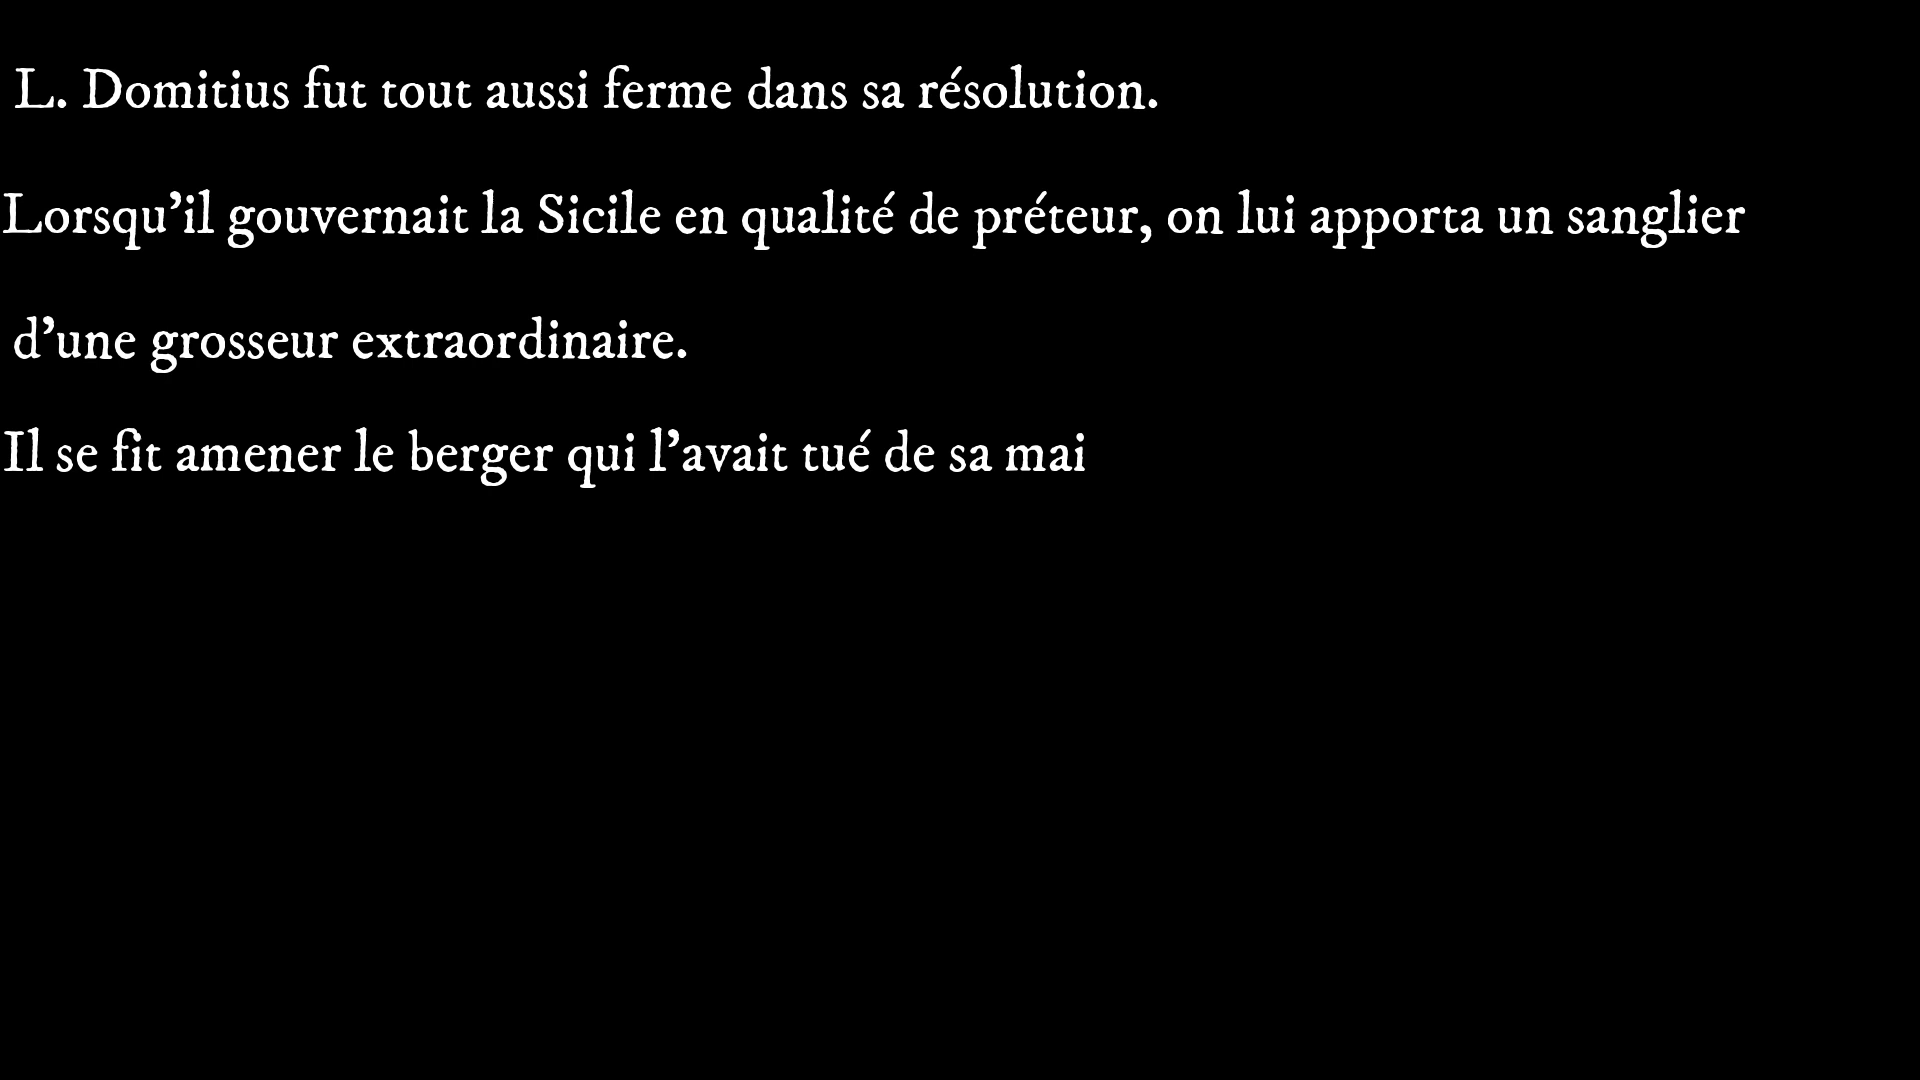 L. Domitius fut tout aussi ferme dans sa résolution.
Lorsqu’il gouvernait la Sicile en qualité de préteur, on lui apporta un sanglier
d’une grosseur extraordinaire.
Il se fit amener le berger qui l’avait tué de sa mai